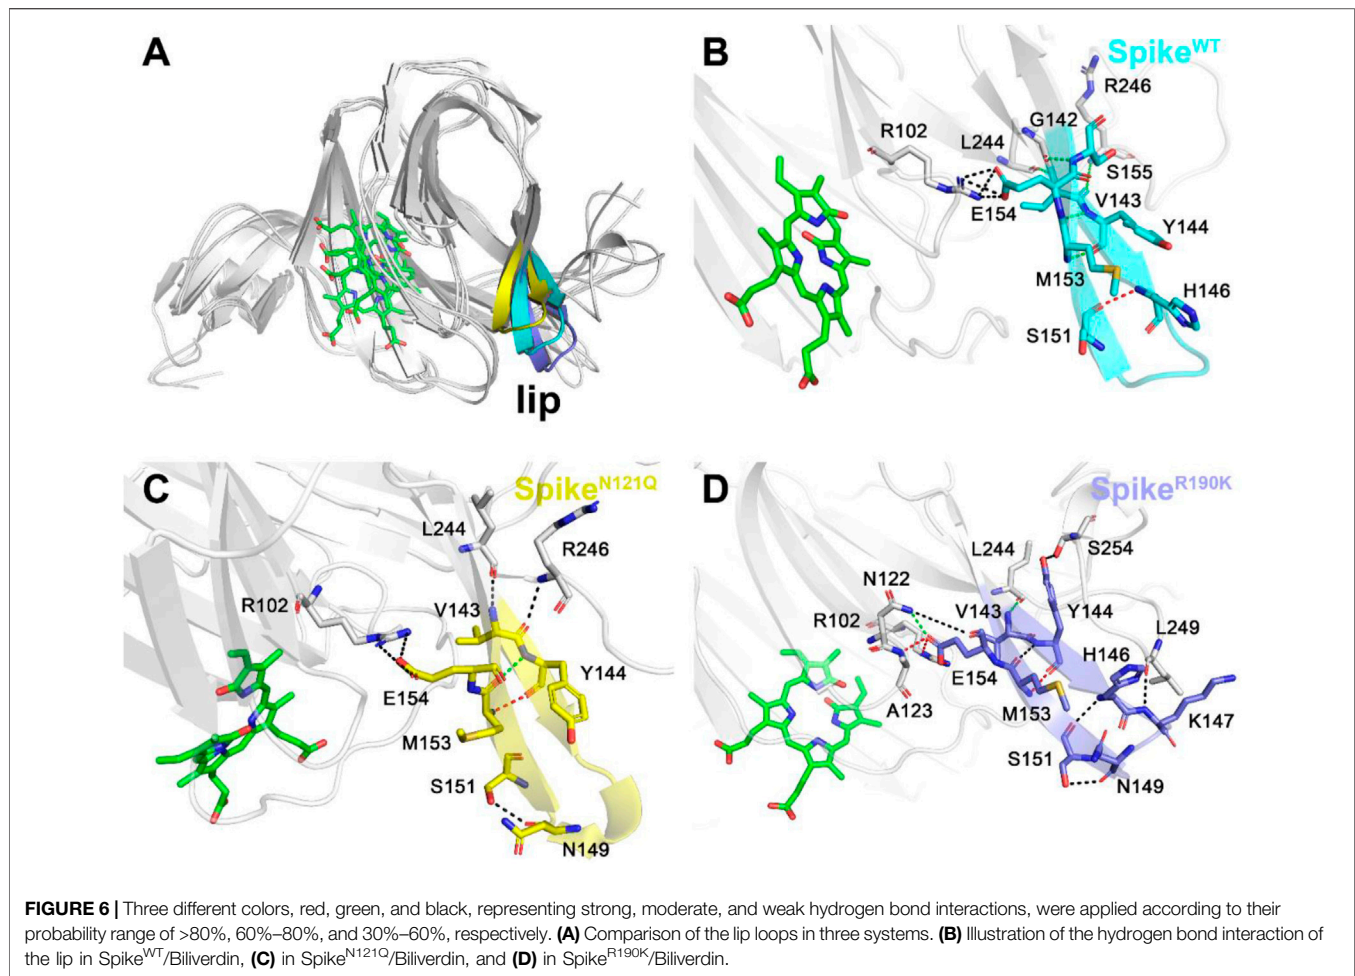 A
lip
B
Spike^WT
R246
G142
R102
L244
S155
E154
V143
Y144
M153
H146
S151
C
Spike^N121Q
L244
R246
R102
V143
Y144
E154
M153
S151
N149
D
Spike^R190K
S254
L244
N122
V143
Y144
R102
L249
H146
E154
A123
M153
K147
S151
N149
FIGURE 6 | Three different colors, red, green, and black, representing strong, moderate, and weak hydrogen bond interactions, were applied according to their
probability range of >80%, 60%–80%, and 30%–60%, respectively. (A) Comparison of the lip loops in three systems. (B) Illustration of the hydrogen bond interaction of
the lip in Spike^WT/Biliverdin, (C) in Spike^N121Q/Biliverdin, and (D) in Spike^R190K/Biliverdin.